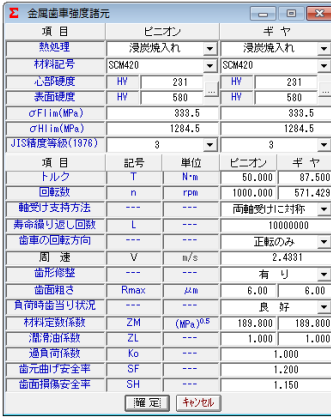 Σ 金属歯車強度諸元
項　目 ピニオン ギ　ヤ
熱処理 浸炭焼入れ 浸炭焼入れ
材料記号 SCM420 SCM420
心部硬度 HV 231 ... HV 231 ...
表面硬度 HV 580 HV 580
σFlim(MPa) 333.5 333.5
σHlim(MPa) 1284.5 1284.5
JIS精度等級(1976) 3 3
項　目 記号 単位 ピニオン ギ　ヤ
トルク T N・m 50.000 87.500
回転数 n rpm 1000.000 571.429
軸受け支持方法 --- --- 両軸受けに対称
寿命繰り返し回数 L --- 10000000
歯車の回転方向 --- --- 正転のみ
周　速 V m/s 2.4331
歯形修整 --- --- 有　り
歯面粗さ Rmax μm 6.00 6.00
負荷時歯当り状況 --- --- 良　好
材料定数係数 ZM (MPa)^0.5 189.800 189.800
潤滑油係数 ZL --- 1.000 1.000
過負荷係数 Ko --- 1.000
歯元曲げ安全率 SF --- 1.200
歯面損傷安全率 SH --- 1.150
確 定 ｷｬﾝｾﾙ